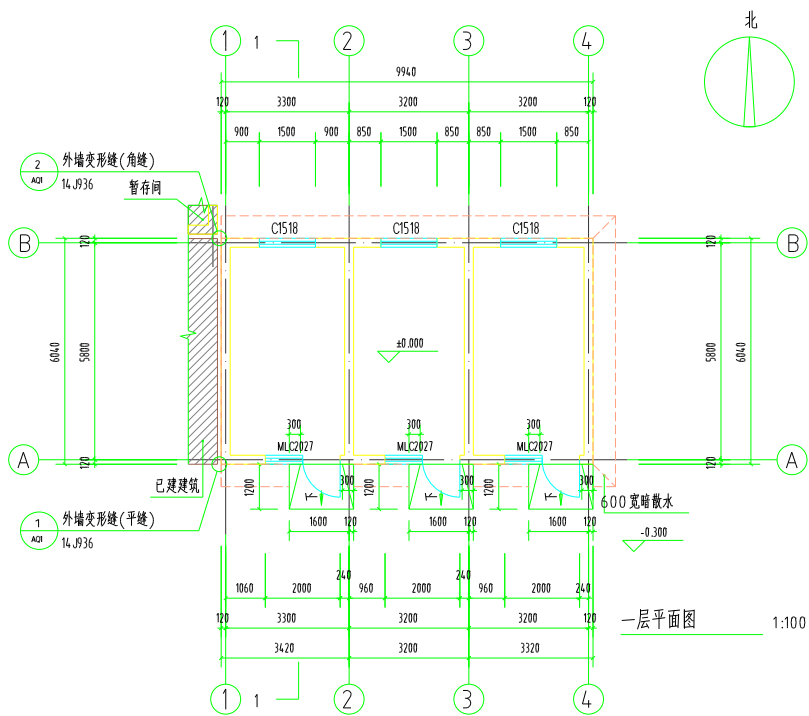 北
1 1 2 3 4
9940
120 3300 3200 3200 120
900 1500 900 850 1500 850 850 1500 850
2 外墙变形缝(角缝)
AQ1 14J936
暂存间
C1518 C1518 C1518
B 120 120 B
6040 5800 ±0.000 5800 6040
300 300 300
MLC2027 MLC2027 MLC2027
A 120 120 A
已建建筑 1200 下 300 1200 下 300 1200 下 300 600宽暗散水
1600 120 1600 120 1600 120
1 外墙变形缝(平缝)
AQ1 14J936
-0.300
240 240
1060 2000 960 2000 960 2000 240
120 3300 3200 3200 120
一层平面图 1:100
3420 3200 3320
1 1 2 3 4